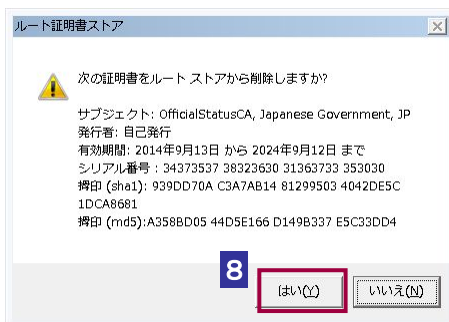 ルート証明書ストア
次の証明書をルート ストアから削除しますか?
サブジェクト: OfficialStatusCA, Japanese Government, JP
発行者: 自己発行
有効期間: 2014年9月13日 から 2024年9月12日 まで
シリアル番号 : 34373537 38323630 31363733 353030
拇印 (sha1): 939DD70A C3A7AB14 81299503 4042DE5C
1DCA8681
拇印 (md5):A358BD05 44D5E166 D149B337 E5C33DD4
8
はい(Y) いいえ(N)